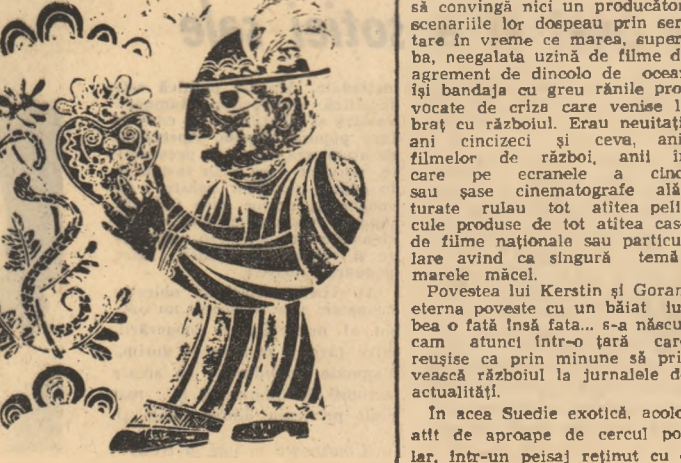 să convingă nici un producător
scenariile lor dospeau prin ser
tare în vreme ce marea, super
ba, neegalata uzină de filme d
agrement de dincolo de ocean
își bandaja cu greu rănile pro
vocate de criza care venise l
braț cu războiul. Erau neuitați
ani cincizeci și ceva, ani
filmelor de război, anii în
care pe ecranele a cinc
sau șase cinematografe ală
turate rulau tot atîtea peli
cule produse de tot atîtea cas
de filme naționale sau particu
lare avînd ca singură temă
marele măcel.
Povestea lui Kerstin și Goran
eterna poveste cu un băiat iu
bea o fată însă fata... s-a născu
cam atunci într-o țară car
reușise ca prin minune să pri
vească războiul la jurnalele d
actualități.
În acea Suedie exotică, acolo
atît de aproape de cercul po
lar, într-un peisaj reținut cu